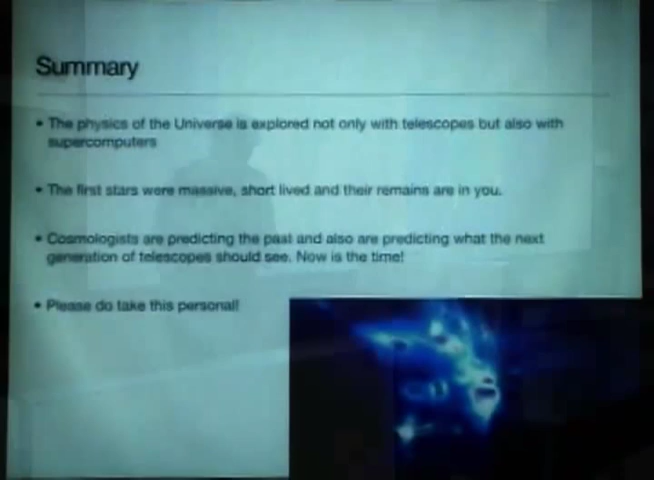 Summary
• The physics of the Universe is explored not only with telescopes but also with
supercomputers
• The first stars were massive, short lived and their remains are in you.
• Cosmologists are predicting the past and also are predicting what the next
generation of telescopes should see. Now is the time!
• Please do take this personal!